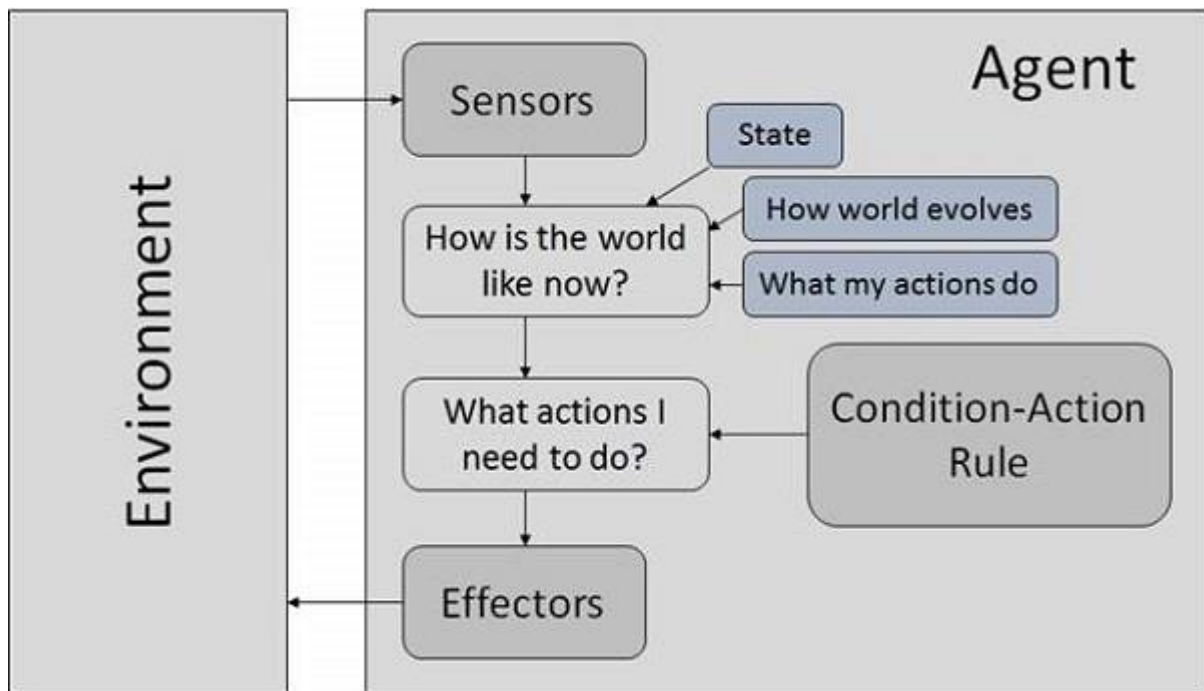 Environment
Agent
Sensors
State
How is the world
like now?
How world evolves
What my actions do
What actions I
need to do?
Condition-Action
Rule
Effectors